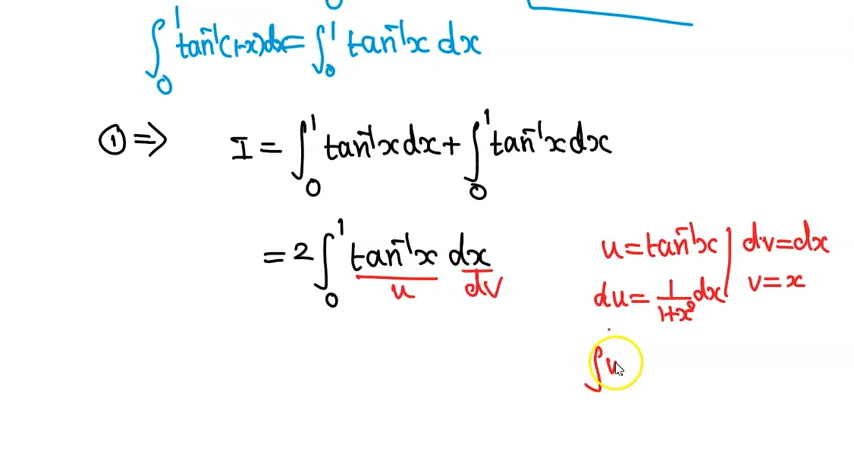 ∫₀¹ tan⁻¹(1-x)dx = ∫₀¹ tan⁻¹x dx
① ⇒ I = ∫₀¹ tan⁻¹x dx + ∫₀¹ tan⁻¹x dx
= 2 ∫₀¹ tan⁻¹x dx
u dv
u = tan⁻¹x | dv = dx
du = 1/(1+x²) dx | v = x
∫u